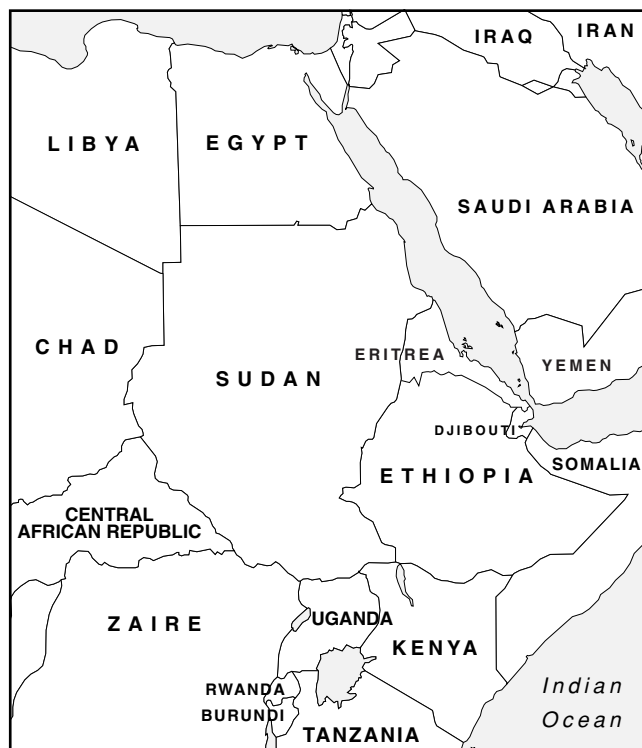 IRAQ
IRAN
LIBYA
EGYPT
SAUDI ARABIA
CHAD
SUDAN
ERITREA
YEMEN
DJIBOUTI
SOMALIA
ETHIOPIA
CENTRAL
AFRICAN REPUBLIC
ZAIRE
UGANDA
KENYA
RWANDA
BURUNDI
TANZANIA
Indian
Ocean